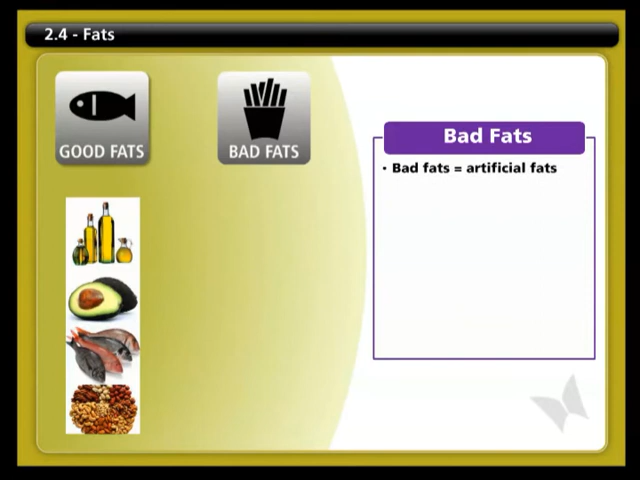 2.4 - Fats
GOOD FATS
BAD FATS
Bad Fats
• Bad fats = artificial fats